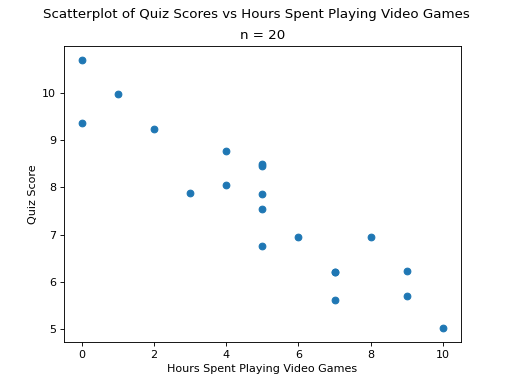 Scatterplot of Quiz Scores vs Hours Spent Playing Video Games
n = 20
10
9
8
7
6
5
Quiz Score
0 2 4 6 8 10
Hours Spent Playing Video Games